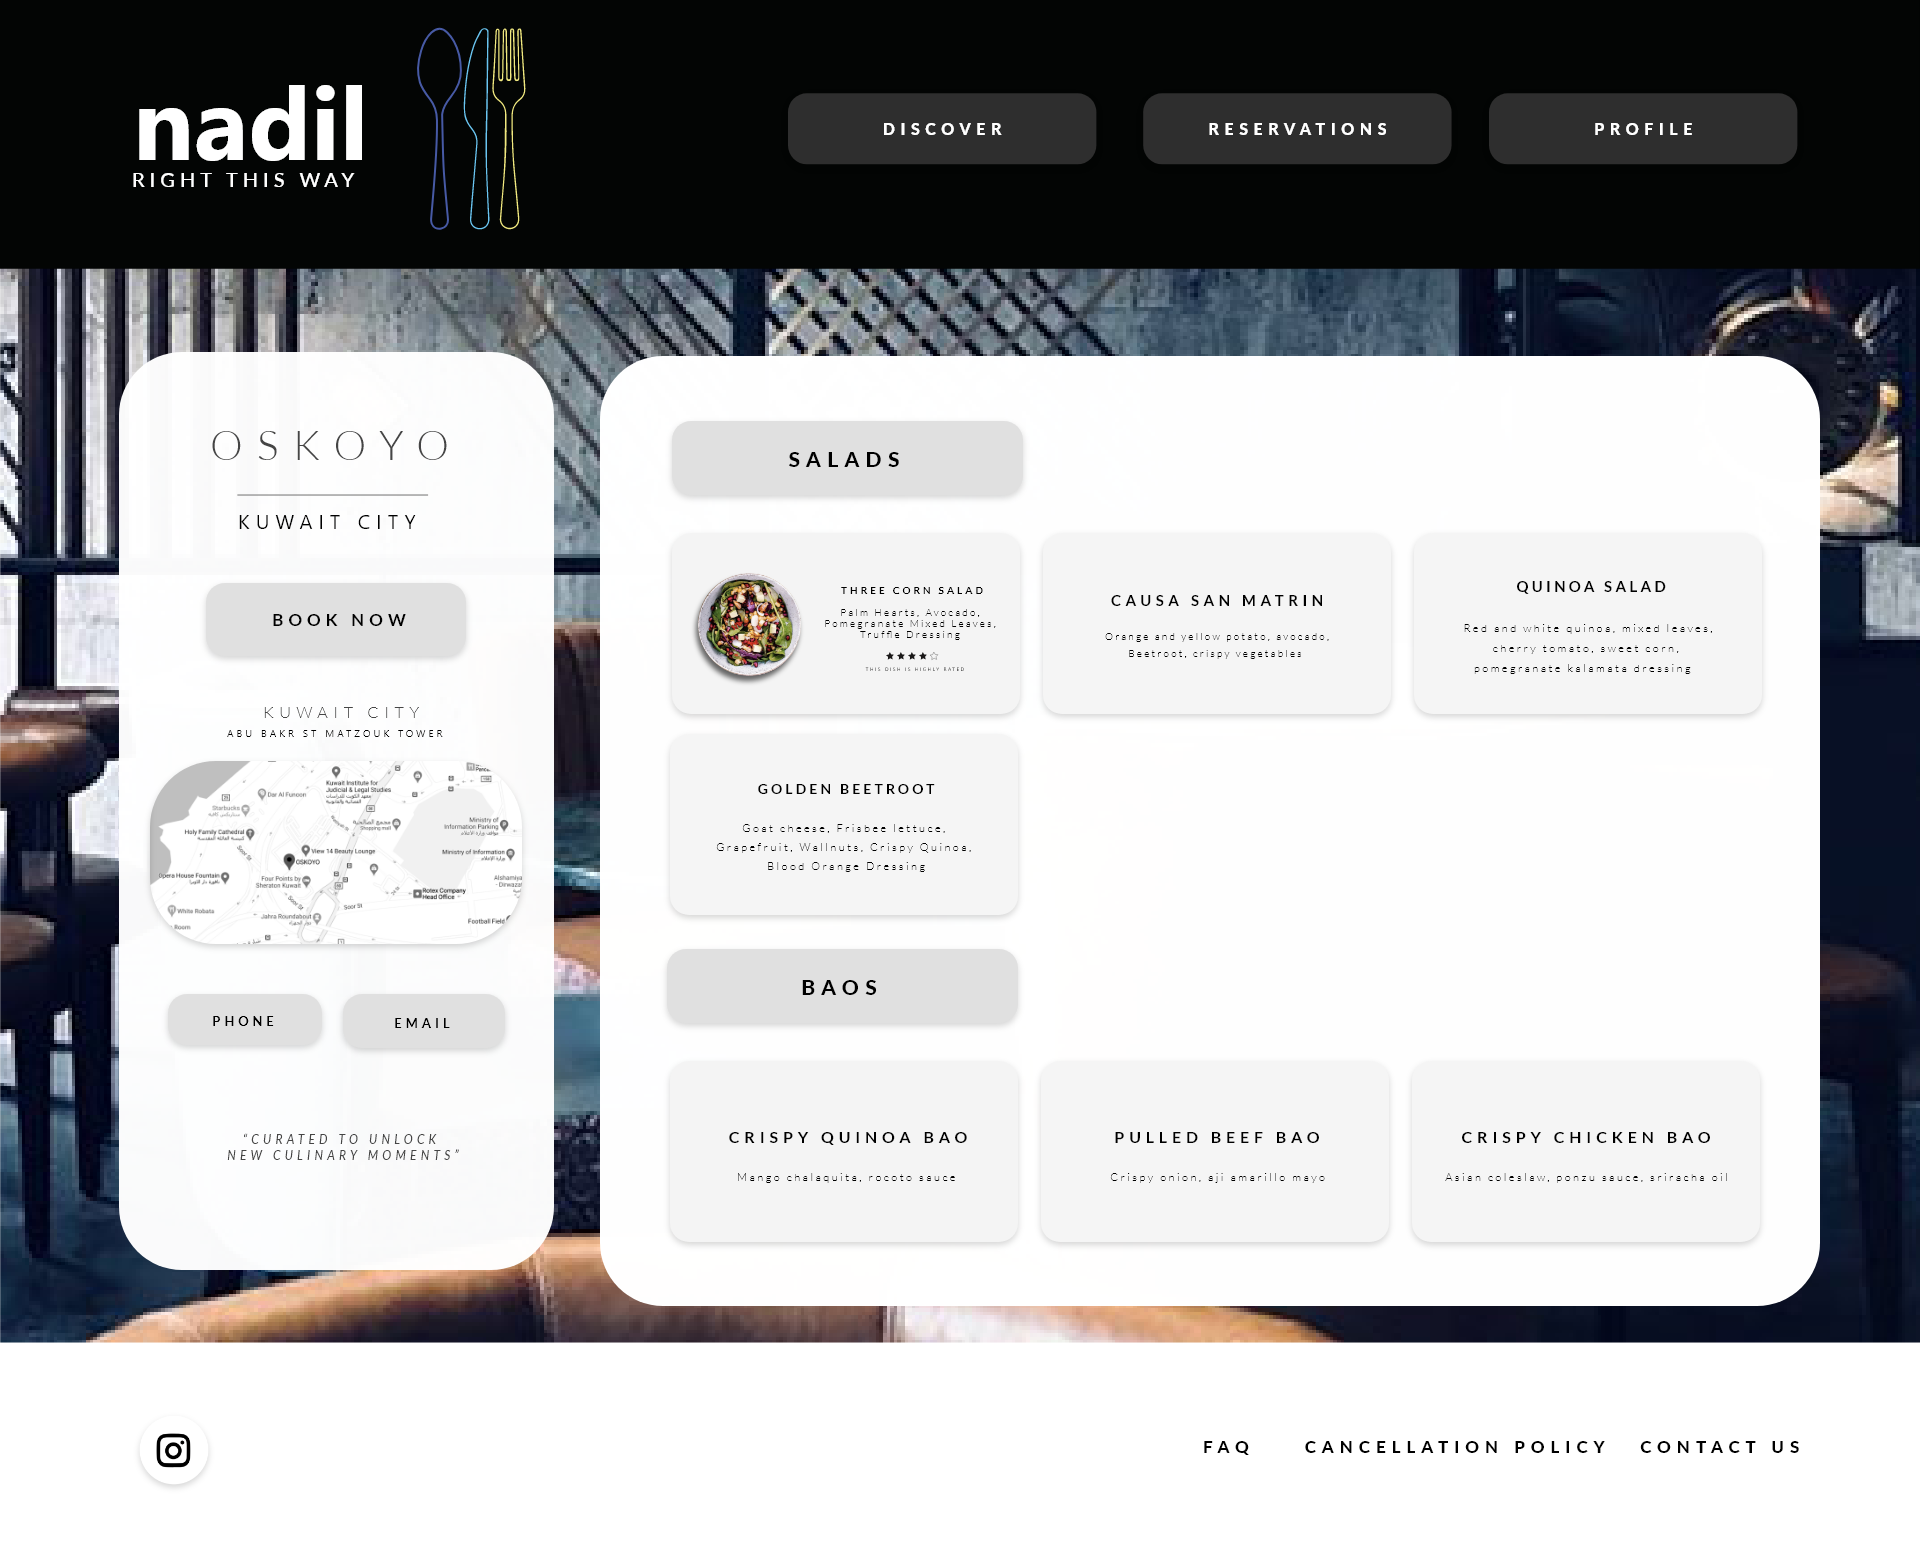 nadil
RIGHT THIS WAY
DISCOVER
RESERVATIONS
PROFILE
OSKOYO
KUWAIT CITY
BOOK NOW
KUWAIT CITY
ABU BAKR ST MATZOUK TOWER
Kuwait Institute for
Judicial & Legal Studies
Dar Al Funoon
Starbucks
Holy Family Cathedral
Shopping mall
Ministry of
Information Parking
View 14 Beauty Lounge
OSKOYO
Ministry of Information
Opera House Fountain
Four Points by
Sheraton Kuwait
Rotex Company
Head Office
Soor St
Soor St
Soor St
White Robata
Jahra Roundabout
Football Field
Room
PHONE
EMAIL
“CURATED TO UNLOCK
NEW CULINARY MOMENTS”
SALADS
THREE CORN SALAD
Palm Hearts, Avocado,
Pomegranate Mixed Leaves,
Truffle Dressing
THIS DISH IS HIGHLY RATED
CAUSA SAN MATRIN
Orange and yellow potato, avocado,
Beetroot, crispy vegetables
QUINOA SALAD
Red and white quinoa, mixed leaves,
cherry tomato, sweet corn,
pomegranate kalamata dressing
GOLDEN BEETROOT
Goat cheese, Frisbee lettuce,
Grapefruit, Wallnuts, Crispy Quinoa,
Blood Orange Dressing
BAOS
CRISPY QUINOA BAO
Mango chalaquita, rocoto sauce
PULLED BEEF BAO
Crispy onion, aji amarillo mayo
CRISPY CHICKEN BAO
Asian coleslaw, ponzu sauce, sriracha oil
FAQ
CANCELLATION POLICY
CONTACT US